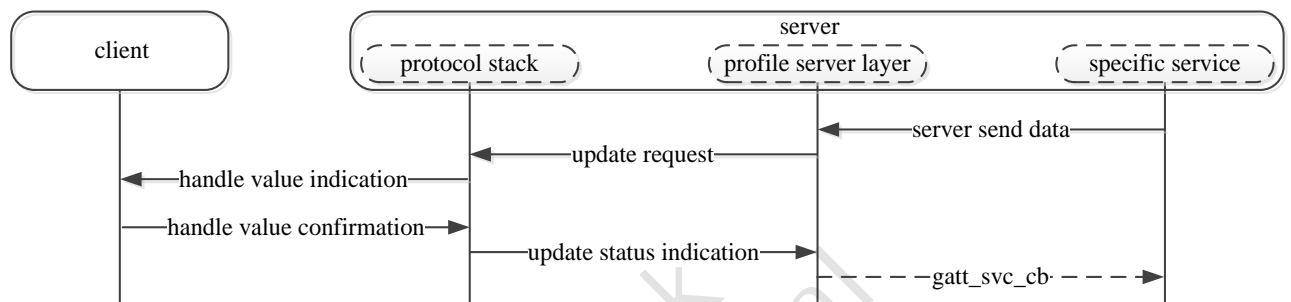 server
client
protocol stack
profile server layer
specific service
server send data
update request
handle value indication
handle value confirmation
update status indication
gatt_svc_cb